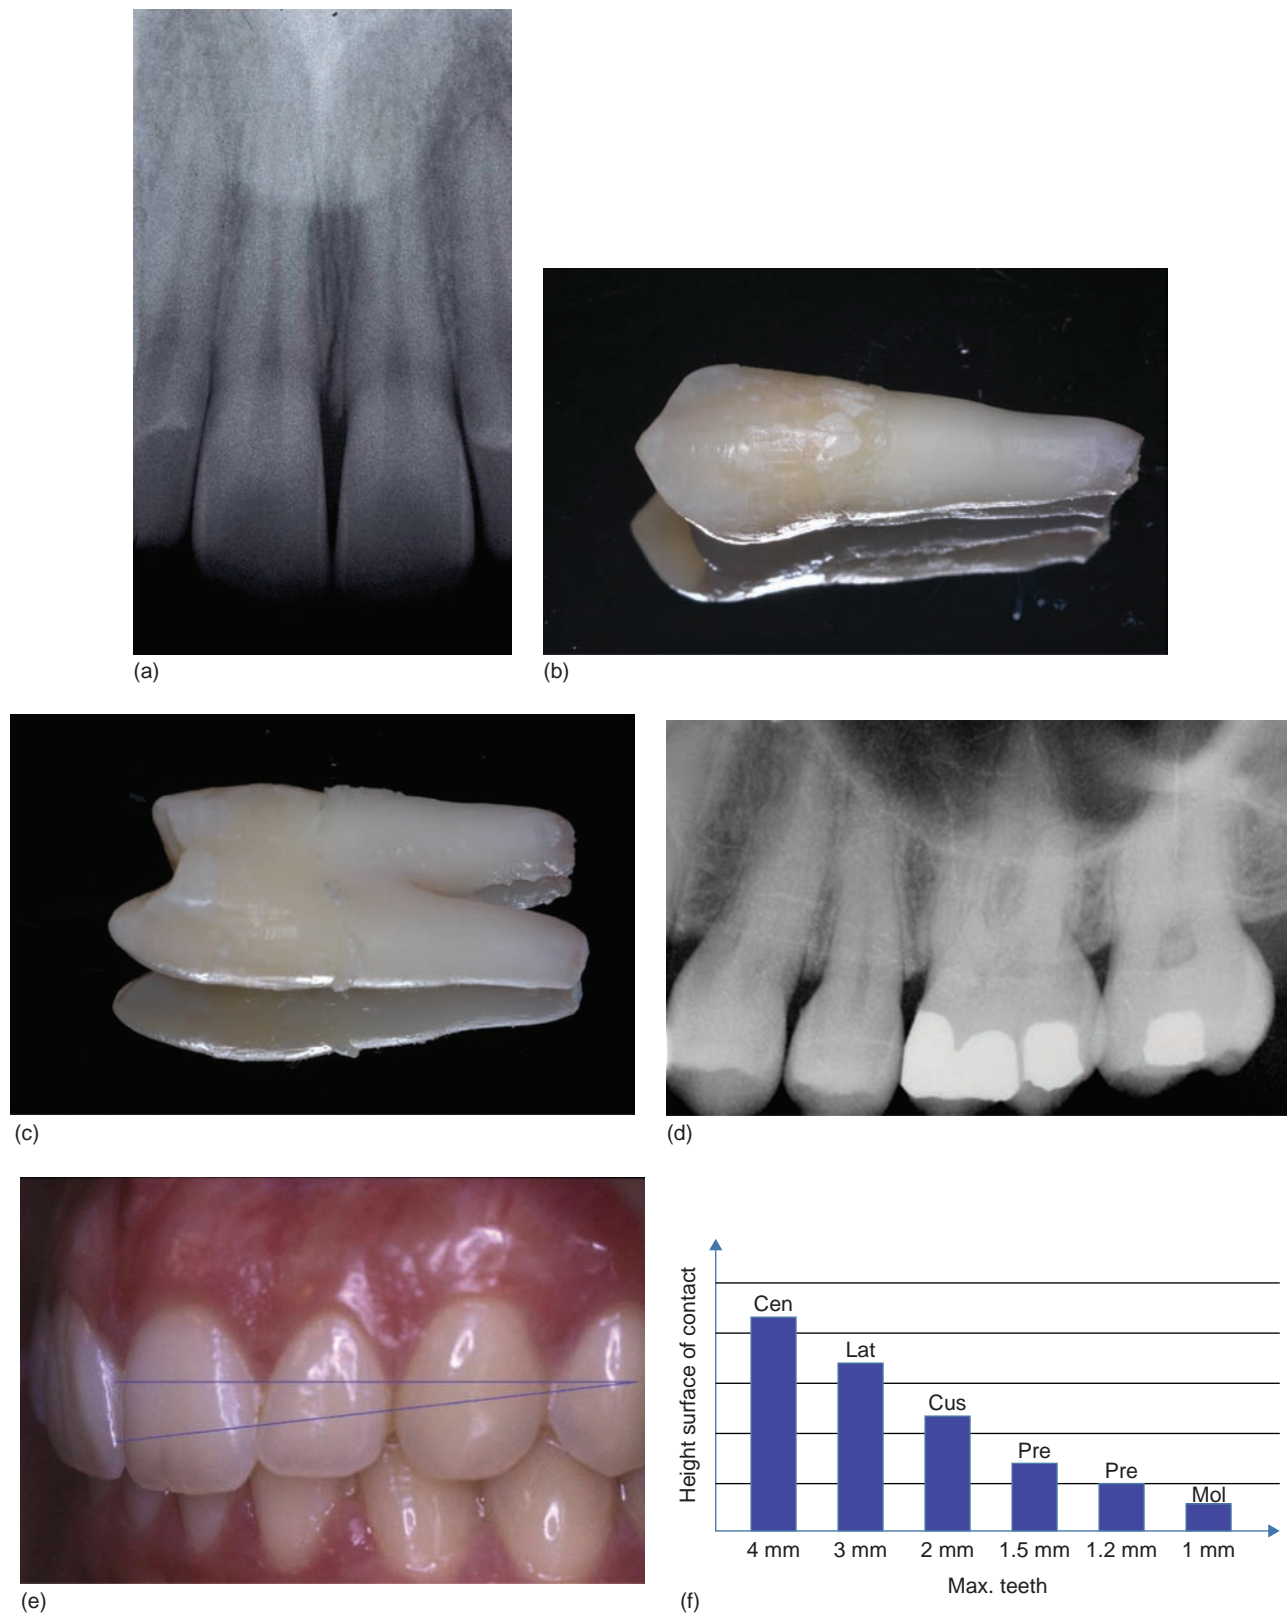 (a)
(b)
(c)
(d)
(e)
Height surface of contact
Cen
Lat
Cus
Pre
Pre
Mol
4 mm
3 mm
2 mm
1.5 mm
1.2 mm
1 mm
Max. teeth
(f)